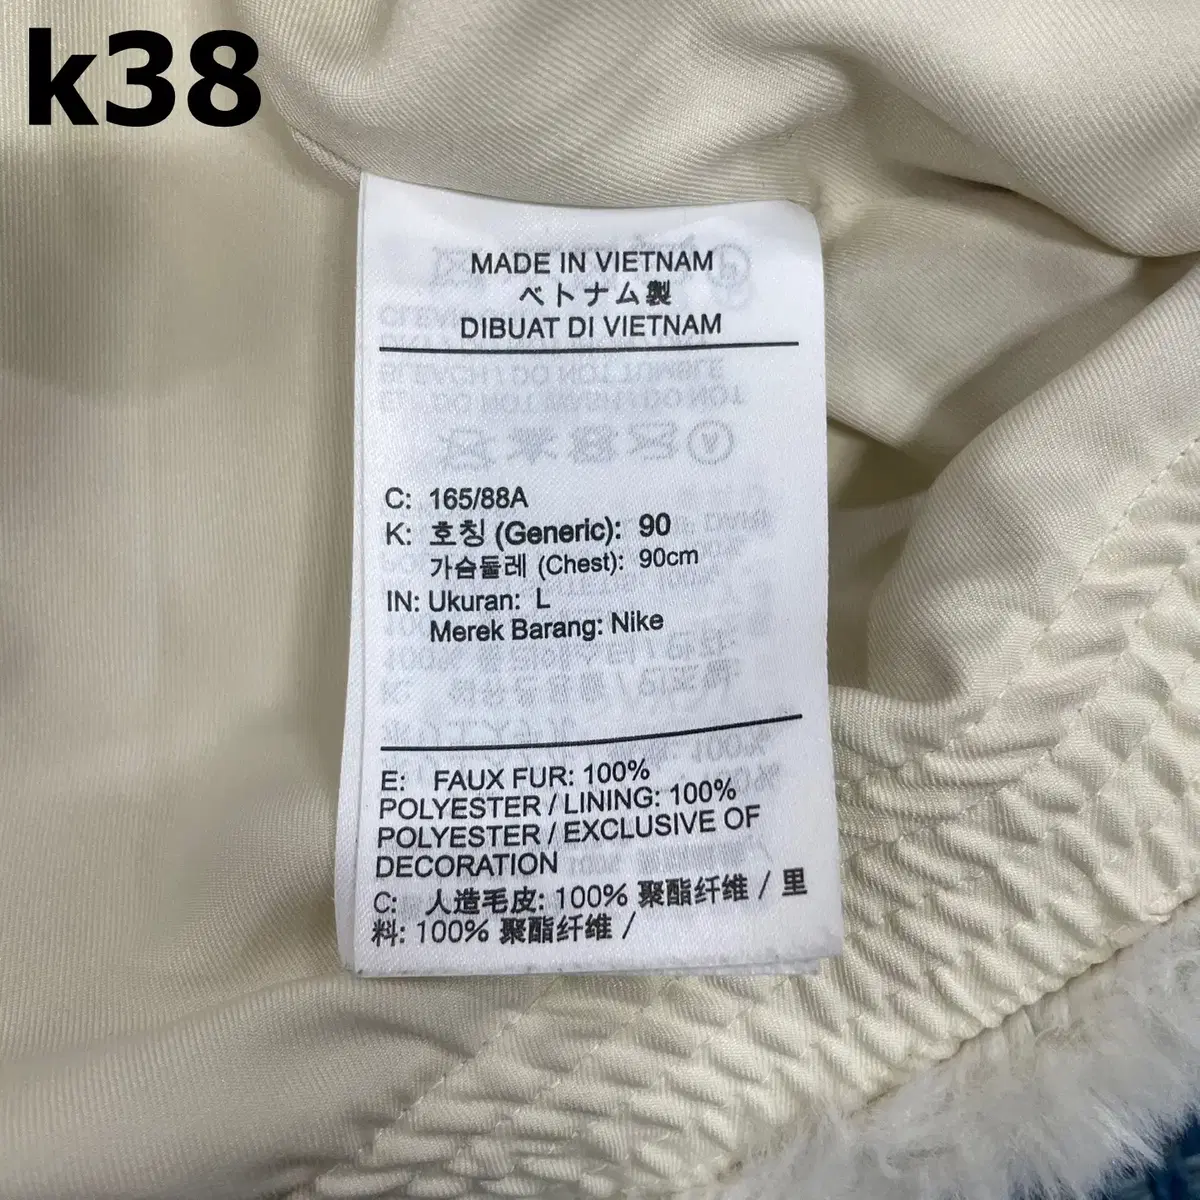 k38
MADE IN VIETNAM
ベトナム製
DIBUAT DI VIETNAM
C: 165/88A
K: 호칭 (Generic): 90
가슴둘레 (Chest): 90cm
IN: Ukuran: L
Merek Barang: Nike
E: FAUX FUR: 100%
POLYESTER / LINING: 100%
POLYESTER / EXCLUSIVE OF
DECORATION
C: 人造毛皮: 100% 聚酯纤维 / 里
料: 100% 聚酯纤维 /